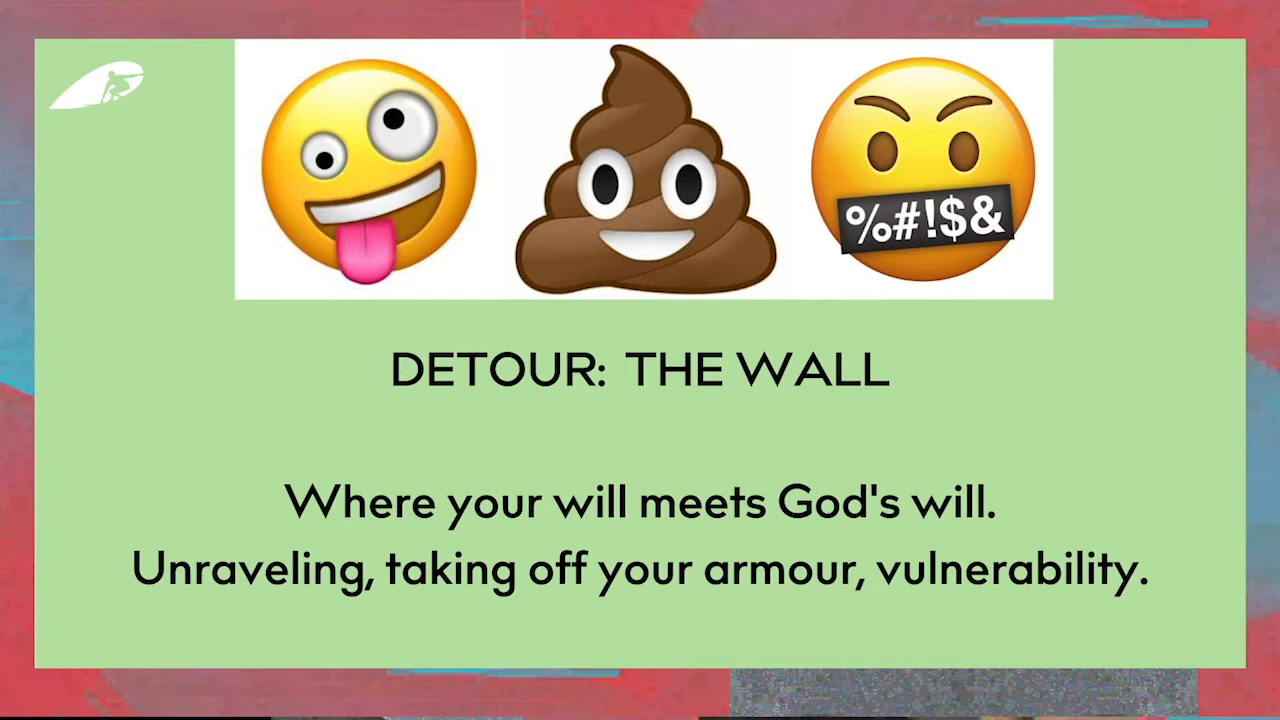 %#!$&
DETOUR: THE WALL
Where your will meets God's will.
Unraveling, taking off your armour, vulnerability.